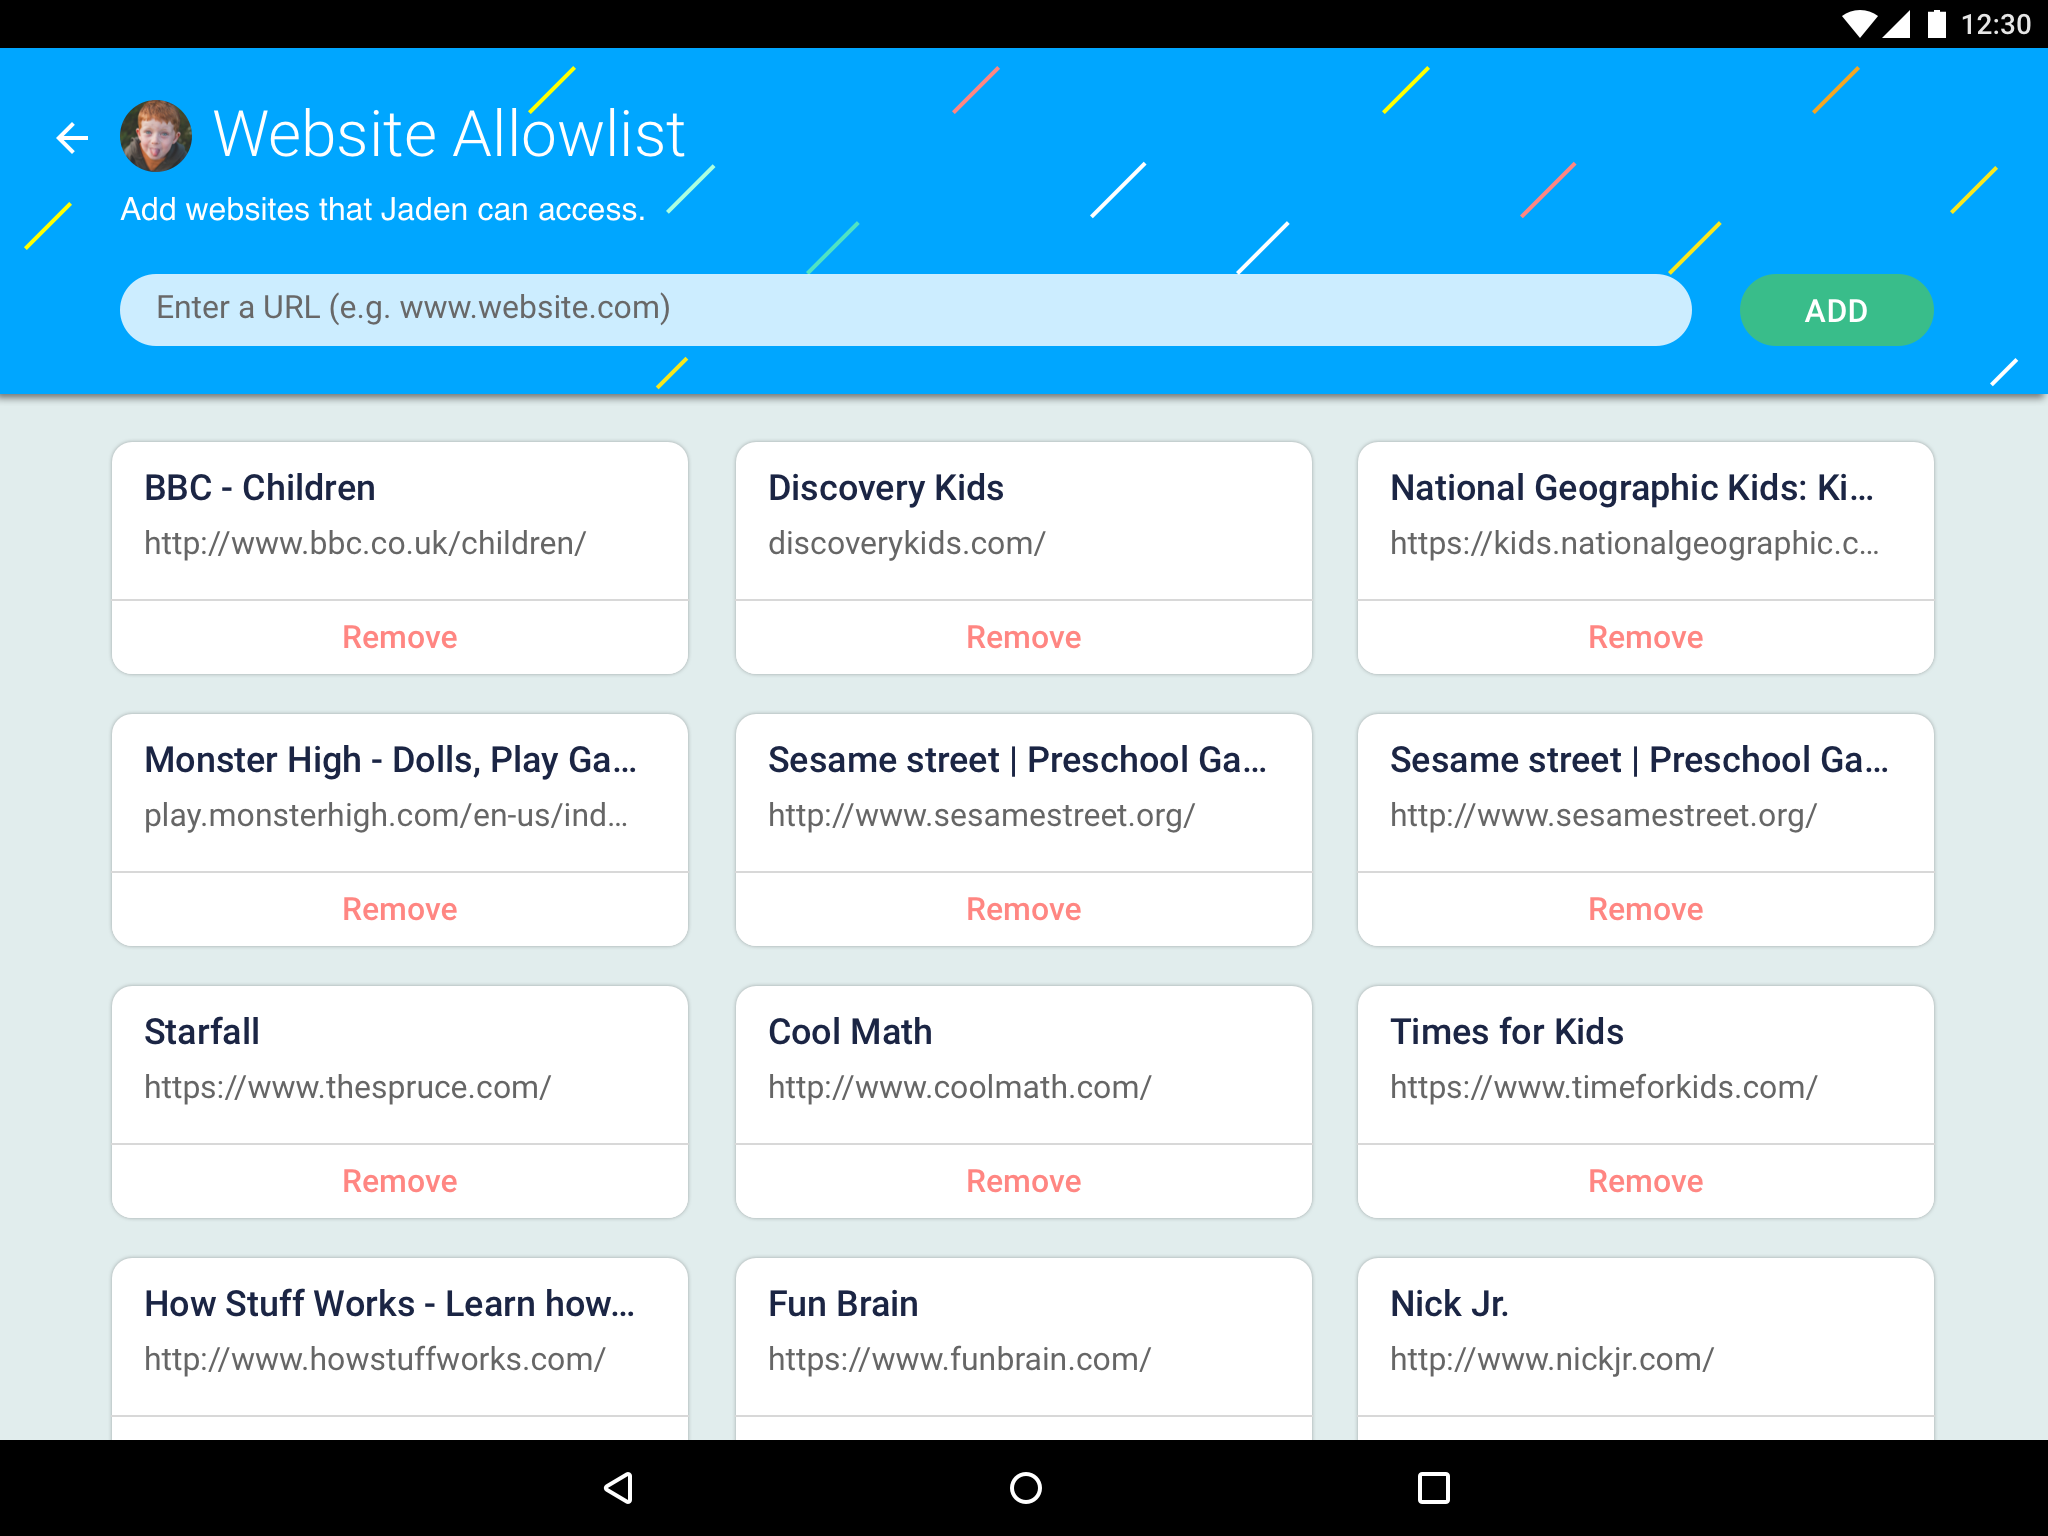 12:30
Website Allowlist
Add websites that Jaden can access.
Enter a URL (e.g. www.website.com)
ADD
BBC - Children
http://www.bbc.co.uk/children/
Remove
Discovery Kids
discoverykids.com/
Remove
National Geographic Kids: Ki...
https://kids.nationalgeographic.c...
Remove
Monster High - Dolls, Play Ga...
play.monsterhigh.com/en-us/ind...
Remove
Sesame street | Preschool Ga...
http://www.sesamestreet.org/
Remove
Sesame street | Preschool Ga...
http://www.sesamestreet.org/
Remove
Starfall
https://www.thespruce.com/
Remove
Cool Math
http://www.coolmath.com/
Remove
Times for Kids
https://www.timeforkids.com/
Remove
How Stuff Works - Learn how...
http://www.howstuffworks.com/
Fun Brain
https://www.funbrain.com/
Nick Jr.
http://www.nickjr.com/